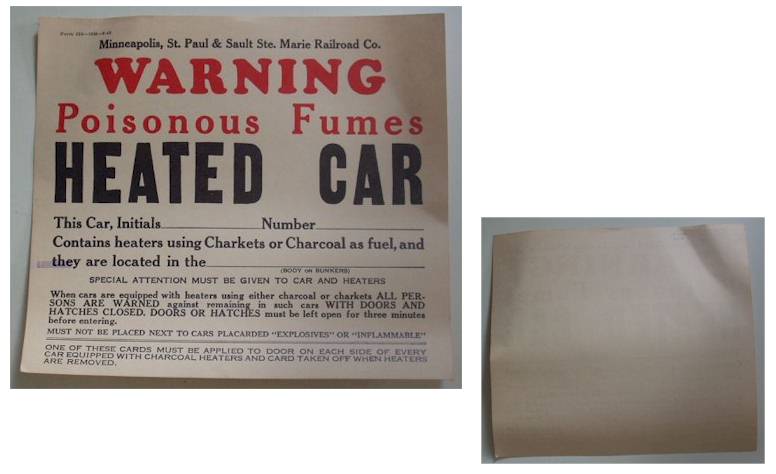 Minneapolis, St. Paul & Sault Ste. Marie Railroad Co.
WARNING
Poisonous Fumes
HEATED CAR
This Car, Initials Number
Contains heaters using Charkets or Charcoal as fuel, and
they are located in the
(BODY OR BUNKERS)
SPECIAL ATTENTION MUST BE GIVEN TO CAR AND HEATERS
When cars are equipped with heaters using either charcoal or charkets ALL PER-
SONS ARE WARNED against remaining in such cars WITH DOORS AND
HATCHES CLOSED. DOORS OR HATCHES must be left open for three minutes
before entering.
MUST NOT BE PLACED NEXT TO CARS PLACARDED "EXPLOSIVES" OR "INFLAMMABLE"
ONE OF THESE CARDS MUST BE APPLIED TO DOOR ON EACH SIDE OF EVERY
CAR EQUIPPED WITH CHARCOAL HEATERS AND CARD TAKEN OFF WHEN HEATERS
ARE REMOVED.